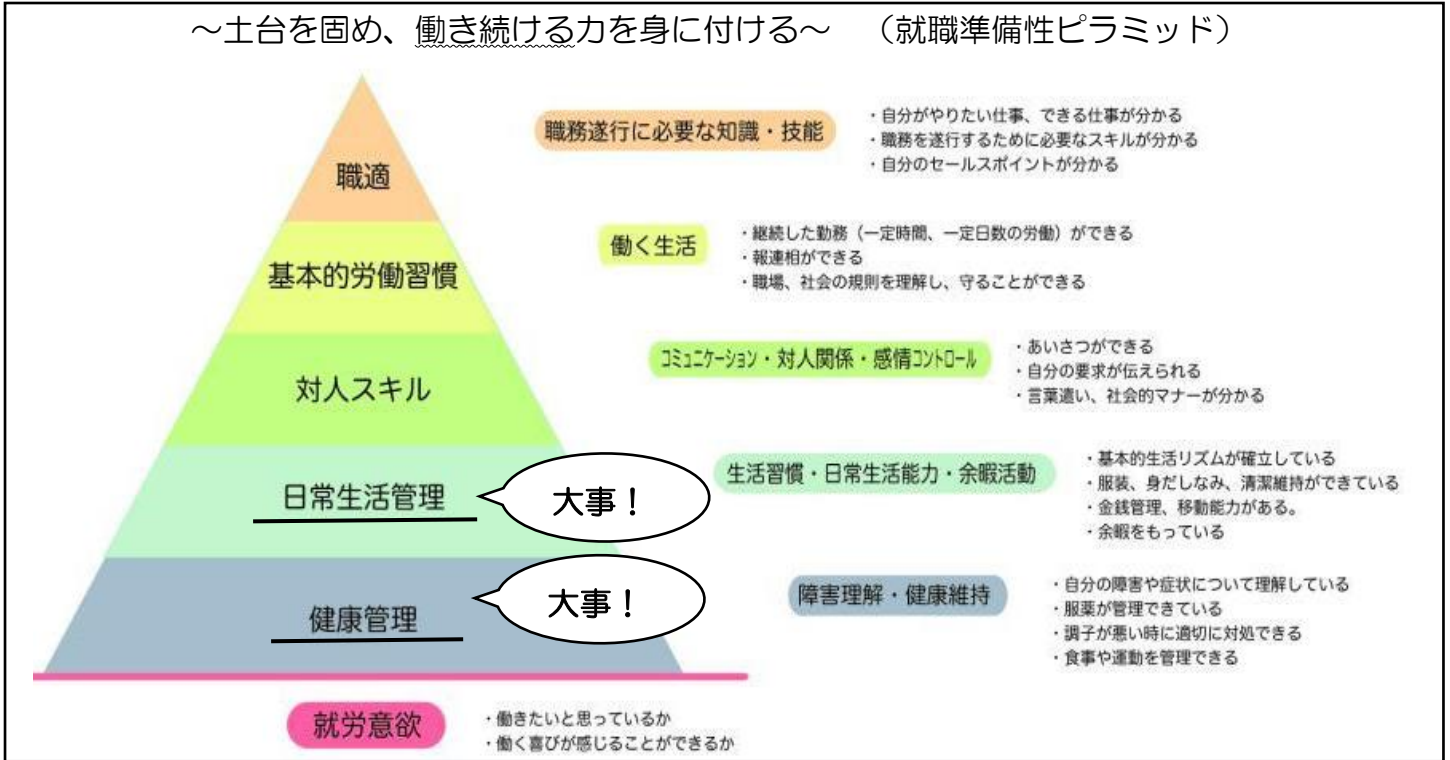 ～土台を固め、働き続ける力を身に付ける～　（就職準備性ピラミッド）
職適
職務遂行に必要な知識・技能
・自分がやりたい仕事、できる仕事が分かる
・職務を遂行するために必要なスキルが分かる
・自分のセールスポイントが分かる
基本的労働習慣
働く生活
・継続した勤務（一定時間、一定日数の労働）ができる
・報連相ができる
・職場、社会の規則を理解し、守ることができる
対人スキル
コミュニケーション・対人関係・感情コントロール
・あいさつができる
・自分の要求が伝えられる
・言葉遣い、社会的マナーが分かる
日常生活管理
大事！
生活習慣・日常生活能力・余暇活動
・基本的生活リズムが確立している
・服装、身だしなみ、清潔維持ができている
・金銭管理、移動能力がある。
・余暇をもっている
健康管理
大事！
障害理解・健康維持
・自分の障害や症状について理解している
・服薬が管理できている
・調子が悪い時に適切に対処できる
・食事や運動を管理できる
就労意欲
・働きたいと思っているか
・働く喜びが感じることができるか